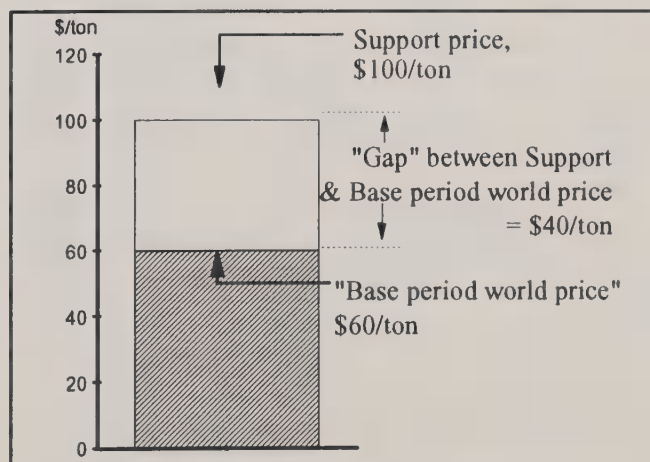 $/ton
120
100
80
60
40
20
0
Support price,
$100/ton
"Gap" between Support
& Base period world price
= $40/ton
"Base period world price"
$60/ton